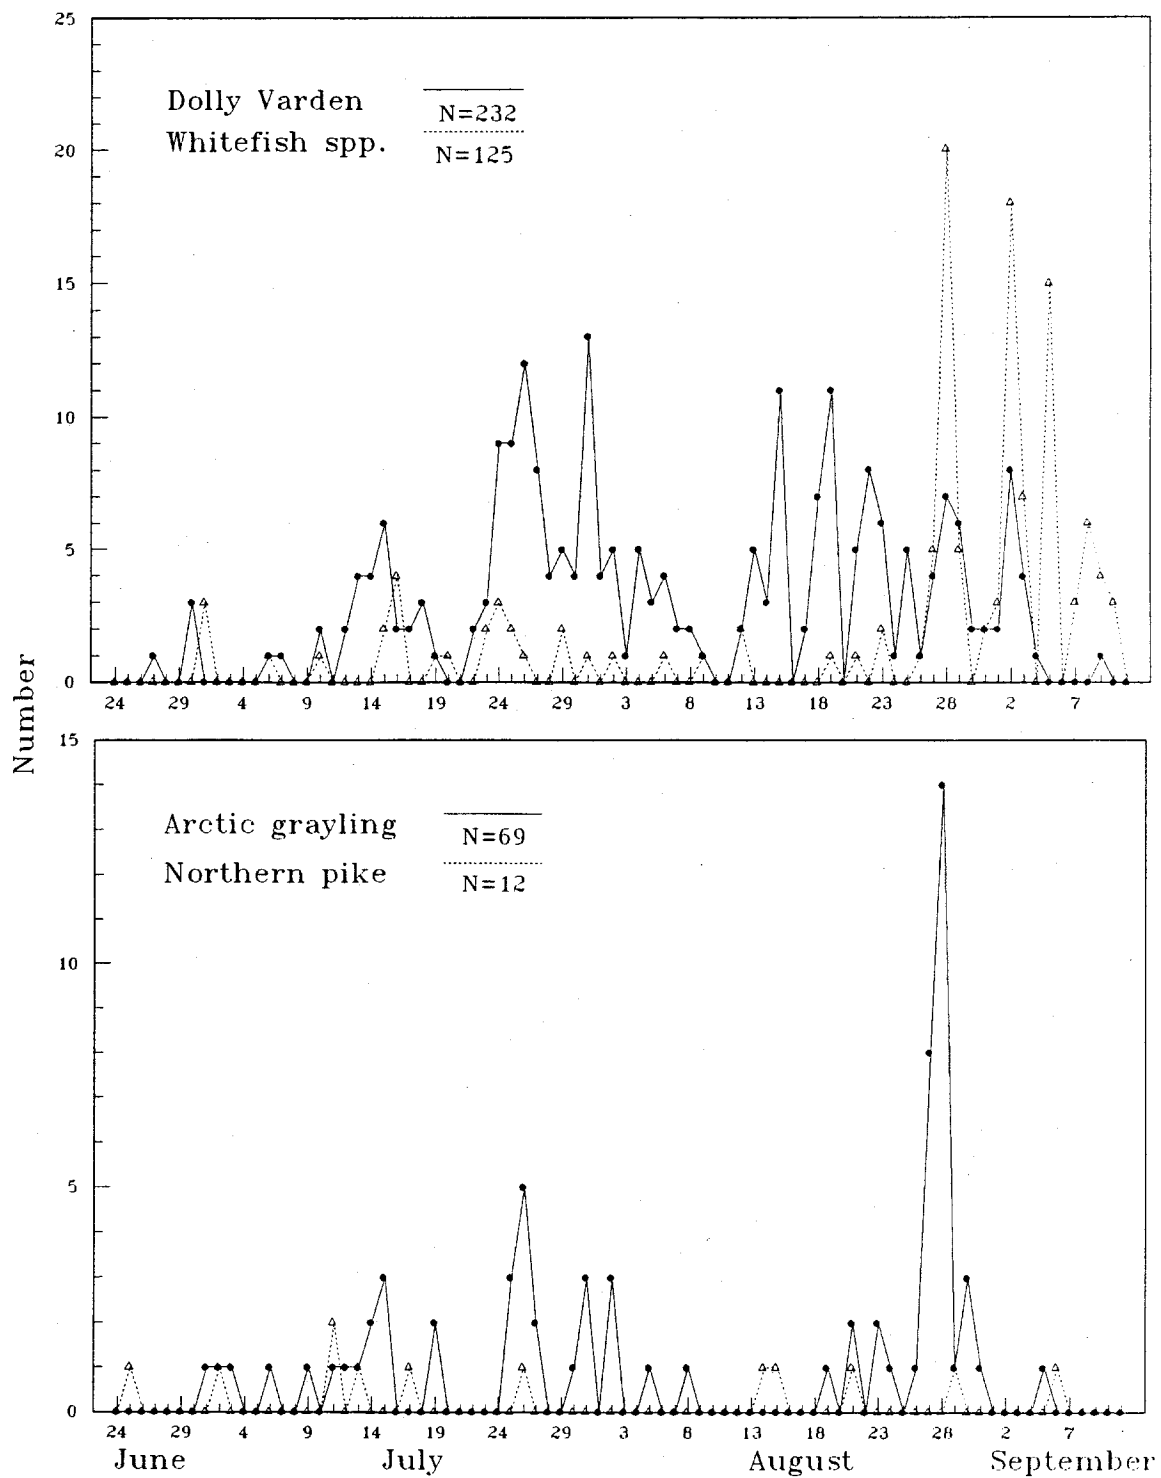 25
20
15
10
5
0
Dolly Varden N=232
Whitefish spp. N=125
24 29 4 9 14 19 24 29 3 8 13 18 23 28 2 7
Number
15
10
5
0
Arctic grayling N=69
Northern pike N=12
24 29 4 9 14 19 24 29 3 8 13 18 23 28 2 7
June July August September